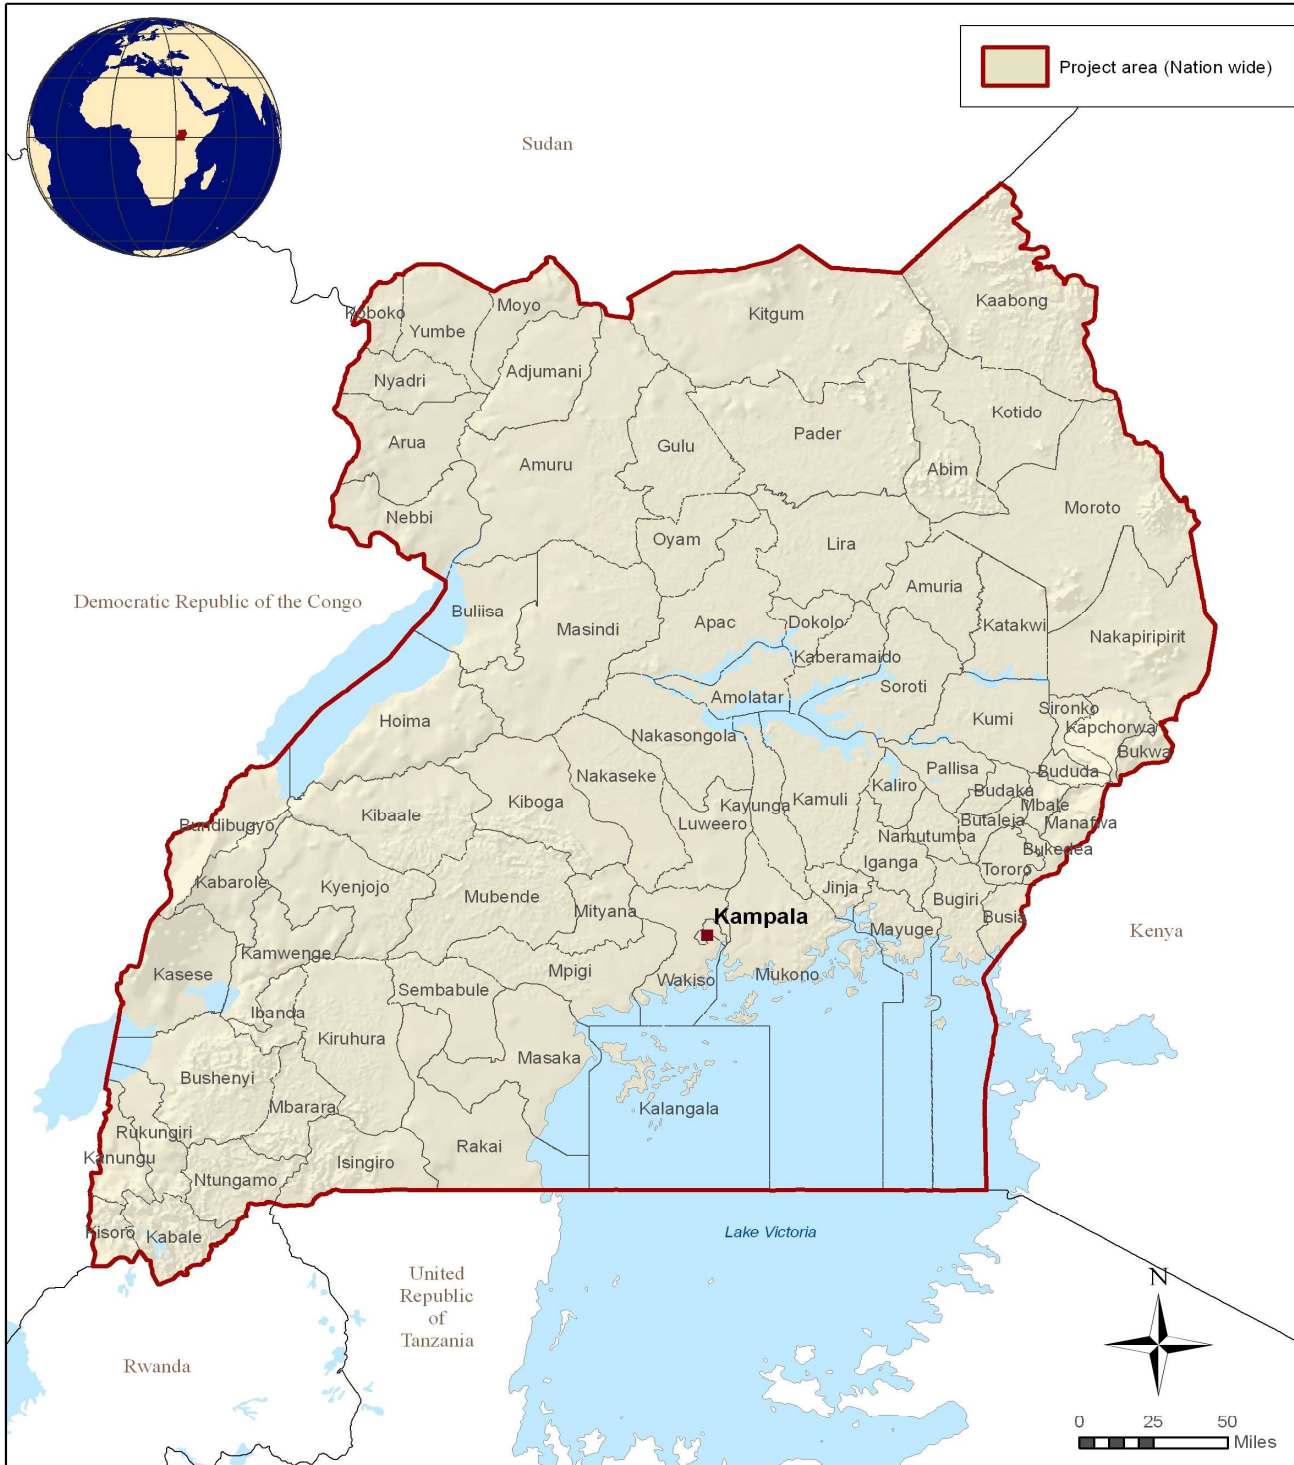 Project area (Nation wide)
Sudan
Kaabong
Koboko
Moyo
Kitgum
Yumbe
Adjumani
Nyadri
Kotido
Arua
Gulu
Pader
Amuru
Abim
Moroto
Nebbi
Oyam
Lira
Amuria
Democratic Republic of the Congo
Buliisa
Masindi
Apac
Dokolo
Katakwi
Nakapiripirit
Kaberamaido
Amolatar
Soroti
Hoima
Kumi
Sironko
Kapchorwa
Nakasongola
Bukwa
Nakaseke
Pallisa
Bududa
Kaliro
Budaka
Kiboga
Kayunga
Kamuli
Mbale
Kibaale
Luweero
Butaleja
Manafwa
Bundibugyo
Namutumba
Bukedea
Iganga
Tororo
Kabarole
Kyenjojo
Mubende
Mityana
Jinja
Bugiri
Kampala
Busia
Mayuge
Kenya
Kamwenge
Kasese
Mpigi
Wakiso
Mukono
Sembabule
Ibanda
Kiruhura
Masaka
Bushenyi
Mbarara
Kalangala
Rukungiri
Rakai
Kanungu
Isingiro
Ntungamo
Kisoro
Kabale
Lake Victoria
United
Republic
of
Tanzania
Rwanda
N
0 25 50
Miles